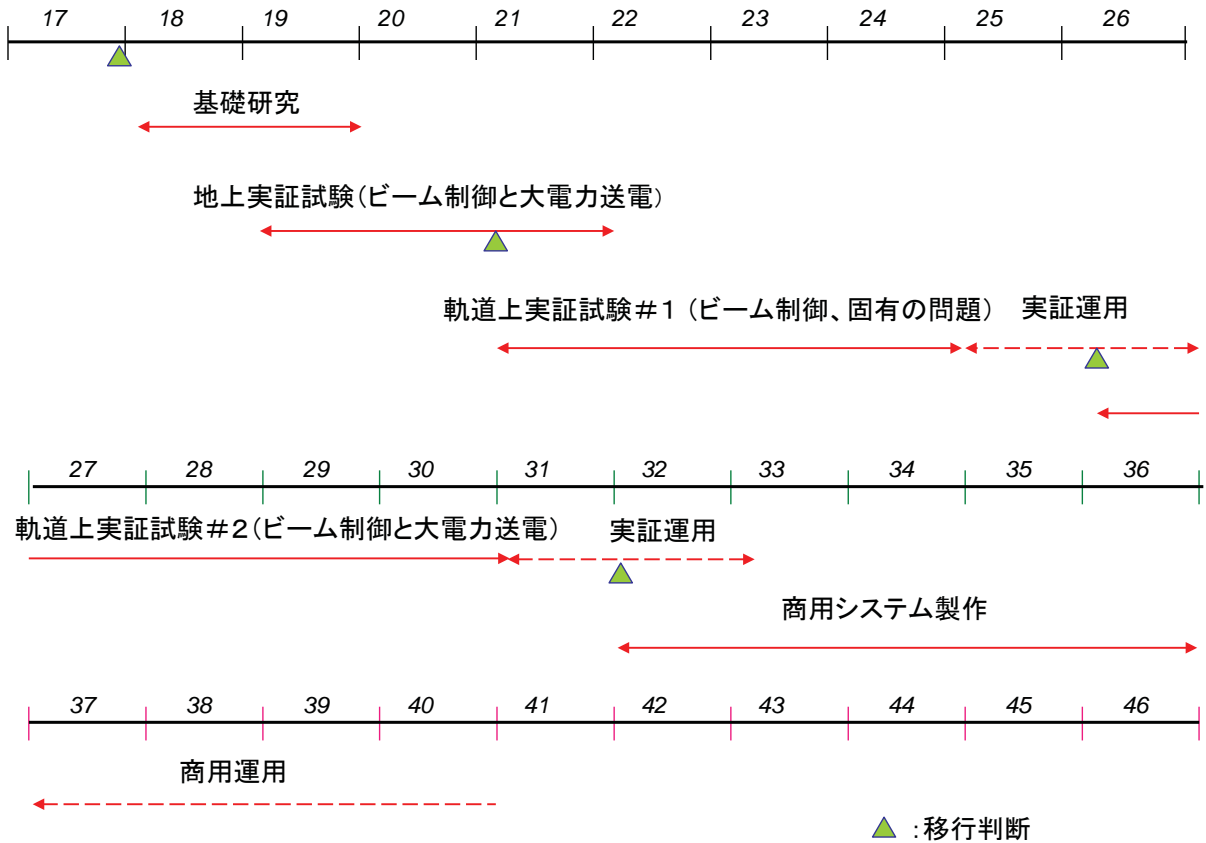 17 18 19 20 21 22 23 24 25 26
基礎研究
地上実証試験(ビーム制御と大電力送電)
軌道上実証試験#1 (ビーム制御、固有の問題) 実証運用
27 28 29 30 31 32 33 34 35 36
軌道上実証試験#2(ビーム制御と大電力送電) 実証運用
商用システム製作
37 38 39 40 41 42 43 44 45 46
商用運用
:移行判断